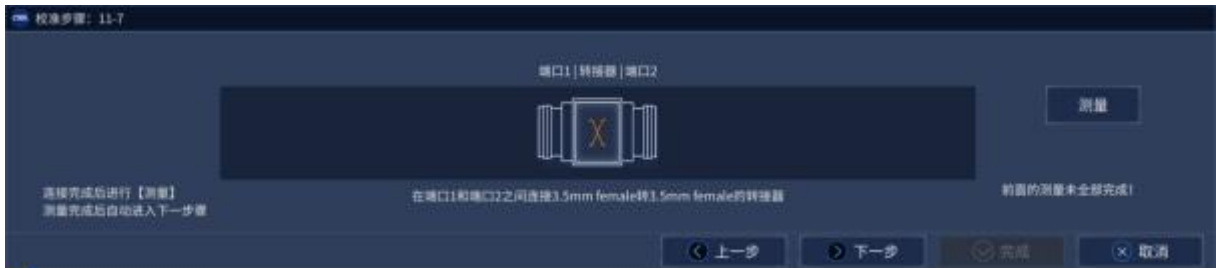 校准步骤：11-7
端口1|转接器|端口2
测量
连接完成后进行【测量】
测量完成后自动进入下一步骤
在端口1和端口2之间连接3.5mm female转3.5mm female的转接器
前面的测量未全部完成！
上一步 下一步 完成 取消